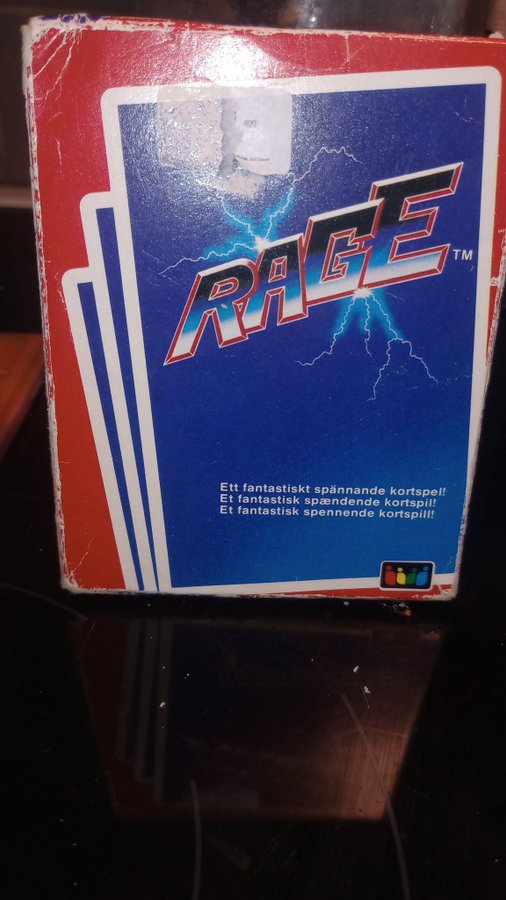 RAGE™
Ett fantastiskt spännande kortspel!
Et fantastisk spændende kortspil!
Et fantastisk spennende kortspill!